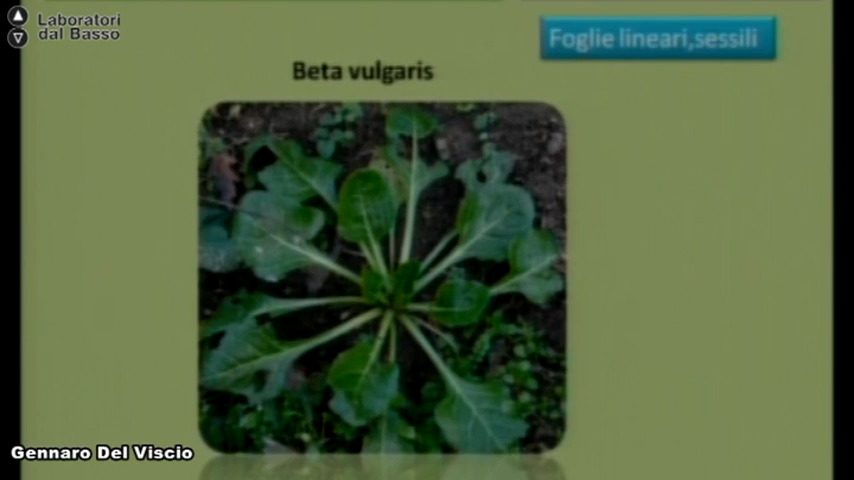 Laboratori
dal Basso
Foglie lineari,sessili
Beta vulgaris
Gennaro Del Viscio